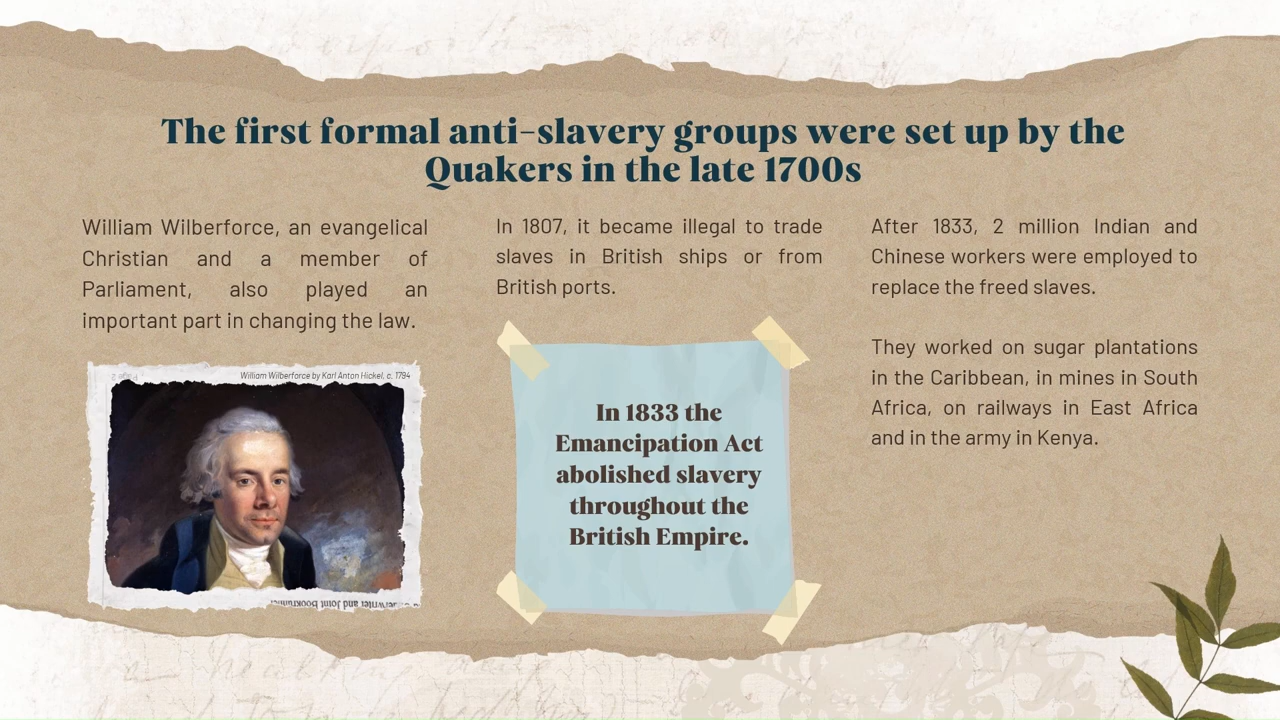 The first formal anti-slavery groups were set up by the
Quakers in the late 1700s
William Wilberforce, an evangelical
Christian and a member of
Parliament, also played an
important part in changing the law.
William Wilberforce by Karl Anton Hickel, c. 1794
In 1807, it became illegal to trade
slaves in British ships or from
British ports.
In 1833 the
Emancipation Act
abolished slavery
throughout the
British Empire.
After 1833, 2 million Indian and
Chinese workers were employed to
replace the freed slaves.
They worked on sugar plantations
in the Caribbean, in mines in South
Africa, on railways in East Africa
and in the army in Kenya.
and Joint bookrunner